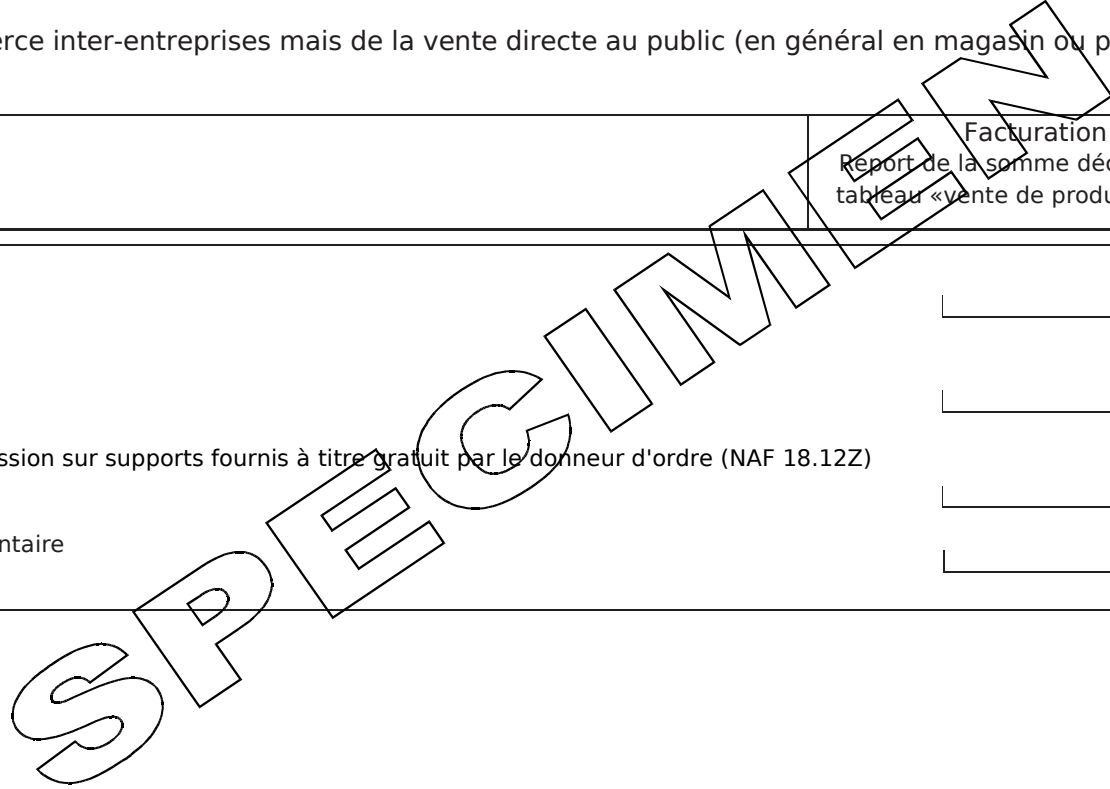 erce inter-entreprises mais de la vente directe au public (en général en magasin ou p
Facturation
Report de la somme déc
tableau «vente de produ
ssion sur supports fournis à titre gratuit par le donneur d'ordre (NAF 18.12Z)
ntaire
SPECIMEN